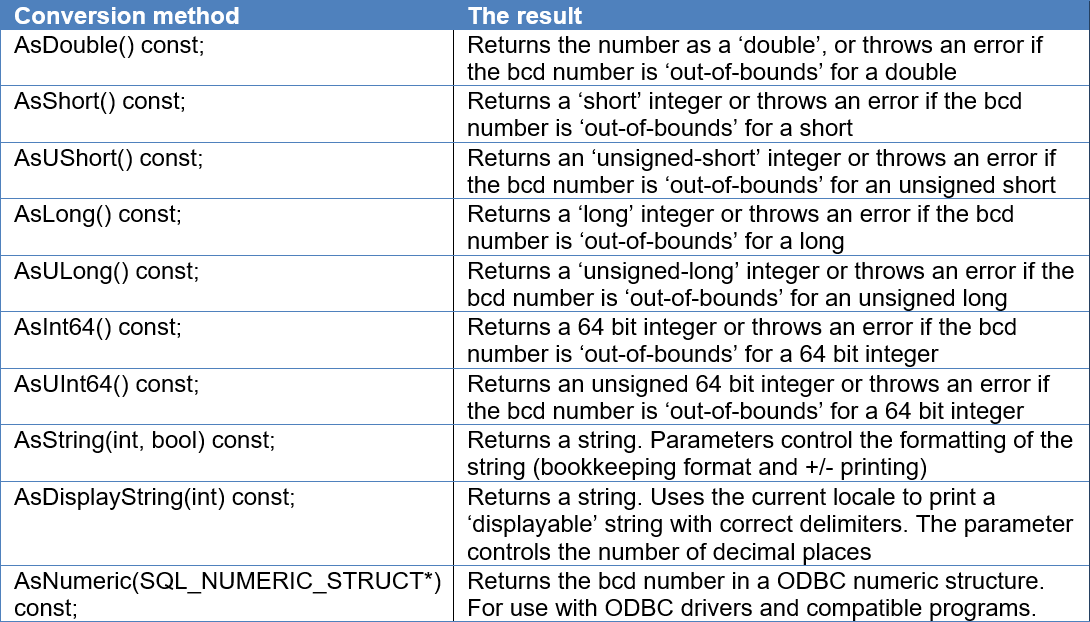 Conversion method The result
AsDouble() const; Returns the number as a ‘double’, or throws an error if
the bcd number is ‘out-of-bounds’ for a double
AsShort() const; Returns a ‘short’ integer or throws an error if the bcd
number is ‘out-of-bounds’ for a short
AsUShort() const; Returns an ‘unsigned-short’ integer or throws an error if
the bcd number is ‘out-of-bounds’ for an unsigned short
AsLong() const; Returns a ‘long’ integer or throws an error if the bcd
number is ‘out-of-bounds’ for a long
AsULong() const; Returns a ‘unsigned-long’ integer or throws an error if the
bcd number is ‘out-of-bounds’ for an unsigned long
AsInt64() const; Returns a 64 bit integer or throws an error if the bcd
number is ‘out-of-bounds’ for a 64 bit integer
AsUInt64() const; Returns an unsigned 64 bit integer or throws an error if
the bcd number is ‘out-of-bounds’ for a 64 bit integer
AsString(int, bool) const; Returns a string. Parameters control the formatting of the
string (bookkeeping format and +/- printing)
AsDisplayString(int) const; Returns a string. Uses the current locale to print a
‘displayable’ string with correct delimiters. The parameter
controls the number of decimal places
AsNumeric(SQL_NUMERIC_STRUCT*) Returns the bcd number in a ODBC numeric structure.
const; For use with ODBC drivers and compatible programs.